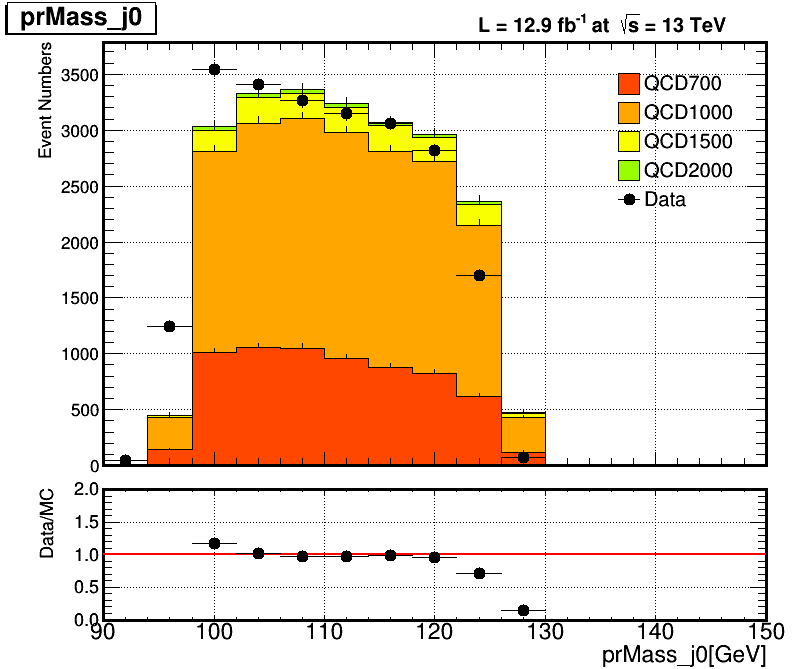 prMass_j0
L = 12.9 fb-1 at √s = 13 TeV
Event Numbers
3500
3000
2500
2000
1500
1000
500
0
QCD700
QCD1000
QCD1500
QCD2000
Data
Data/MC
2.0
1.5
1.0
0.5
0.0
90 100 110 120 130 140 150
prMass_j0[GeV]